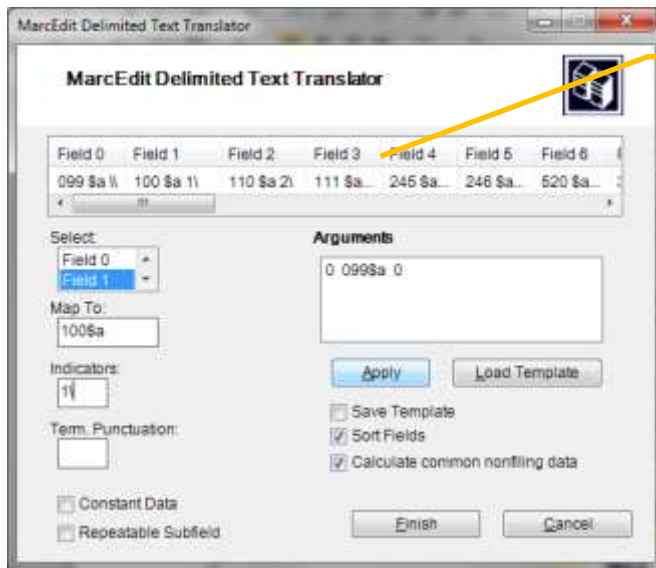 MarcEdit Delimited Text Translator
MarcEdit Delimited Text Translator
Field 0 Field 1 Field 2 Field 3 Field 4 Field 5 Field 6
099 $a \\ 100 $a 1\ 110 $a 2\ 111 $a... 245 $a... 246 $a... 520 $a...
Select:
Field 0
Field 1
Map To:
100$a
Indicators:
1\
Term. Punctuation:
Constant Data
Repeatable Subfield
Arguments
0 099$a 0
Apply Load Template
Save Template
Sort Fields
Calculate common nonfiling data
Finish Cancel